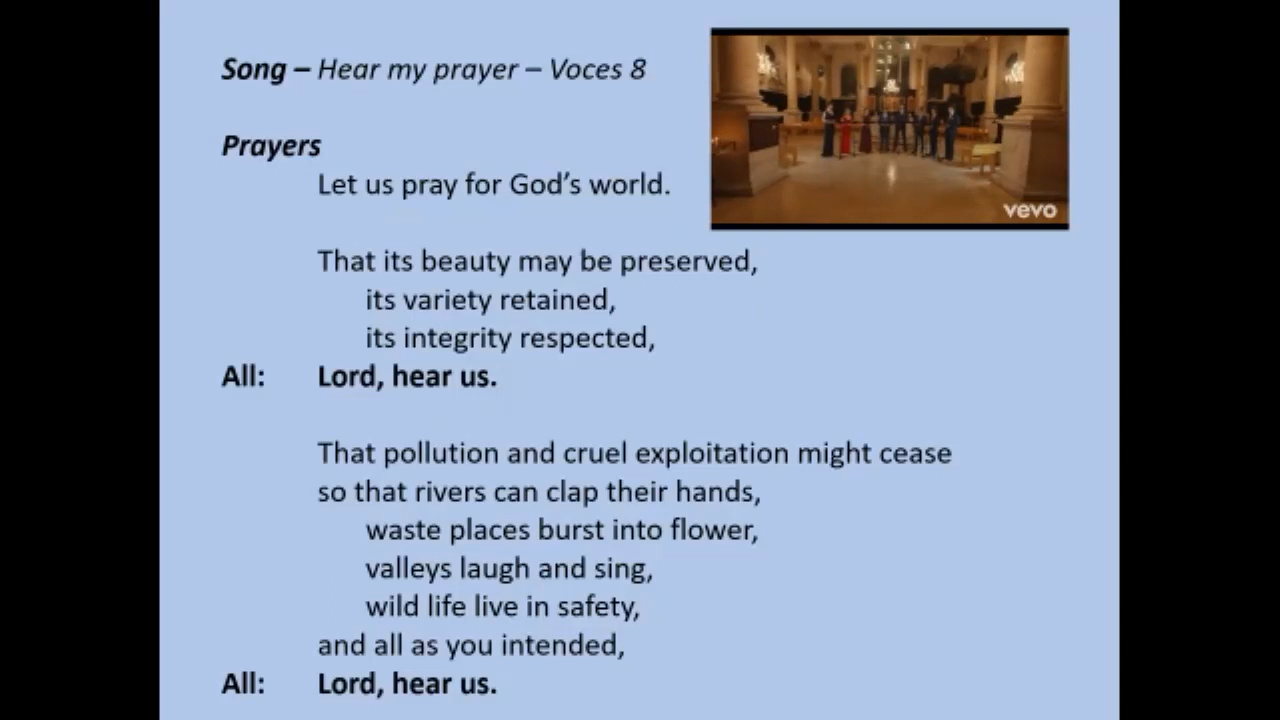 Song – Hear my prayer – Voces 8
vevo
Prayers
Let us pray for God’s world.
That its beauty may be preserved,
its variety retained,
its integrity respected,
All: Lord, hear us.
That pollution and cruel exploitation might cease
so that rivers can clap their hands,
waste places burst into flower,
valleys laugh and sing,
wild life live in safety,
and all as you intended,
All: Lord, hear us.